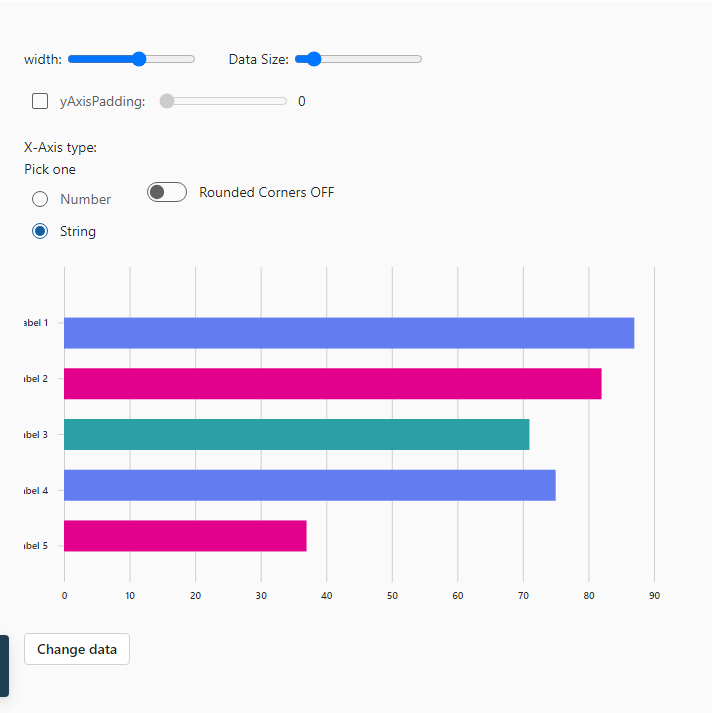 width: Data Size:
yAxisPadding: 0
X-Axis type:
Pick one
Number
Rounded Corners OFF
String
abel 1
abel 2
abel 3
abel 4
abel 5
0 10 20 30 40 50 60 70 80 90
Change data